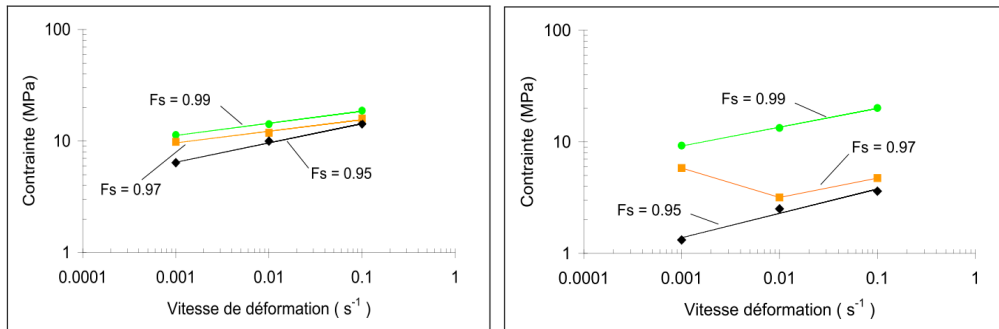 100
10
1
Contrainte (MPa)
Fs = 0.99
Fs = 0.97
Fs = 0.95
0.0001 0.001 0.01 0.1 1
Vitesse de déformation ( s-1 )
100
10
1
Contrainte (MPa)
Fs = 0.99
Fs = 0.97
Fs = 0.95
0.0001 0.001 0.01 0.1 1
Vitesse déformation ( s-1 )